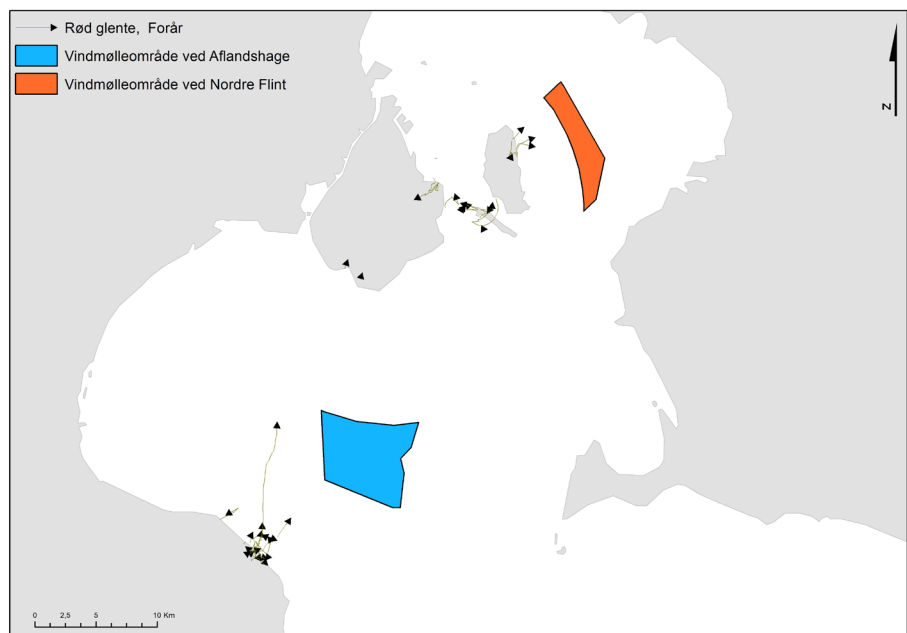 Rød glente, Forår
Vindmølleområde ved Aflandshage
Vindmølleområde ved Nordre Flint
N
0 2,5 5 10 Km